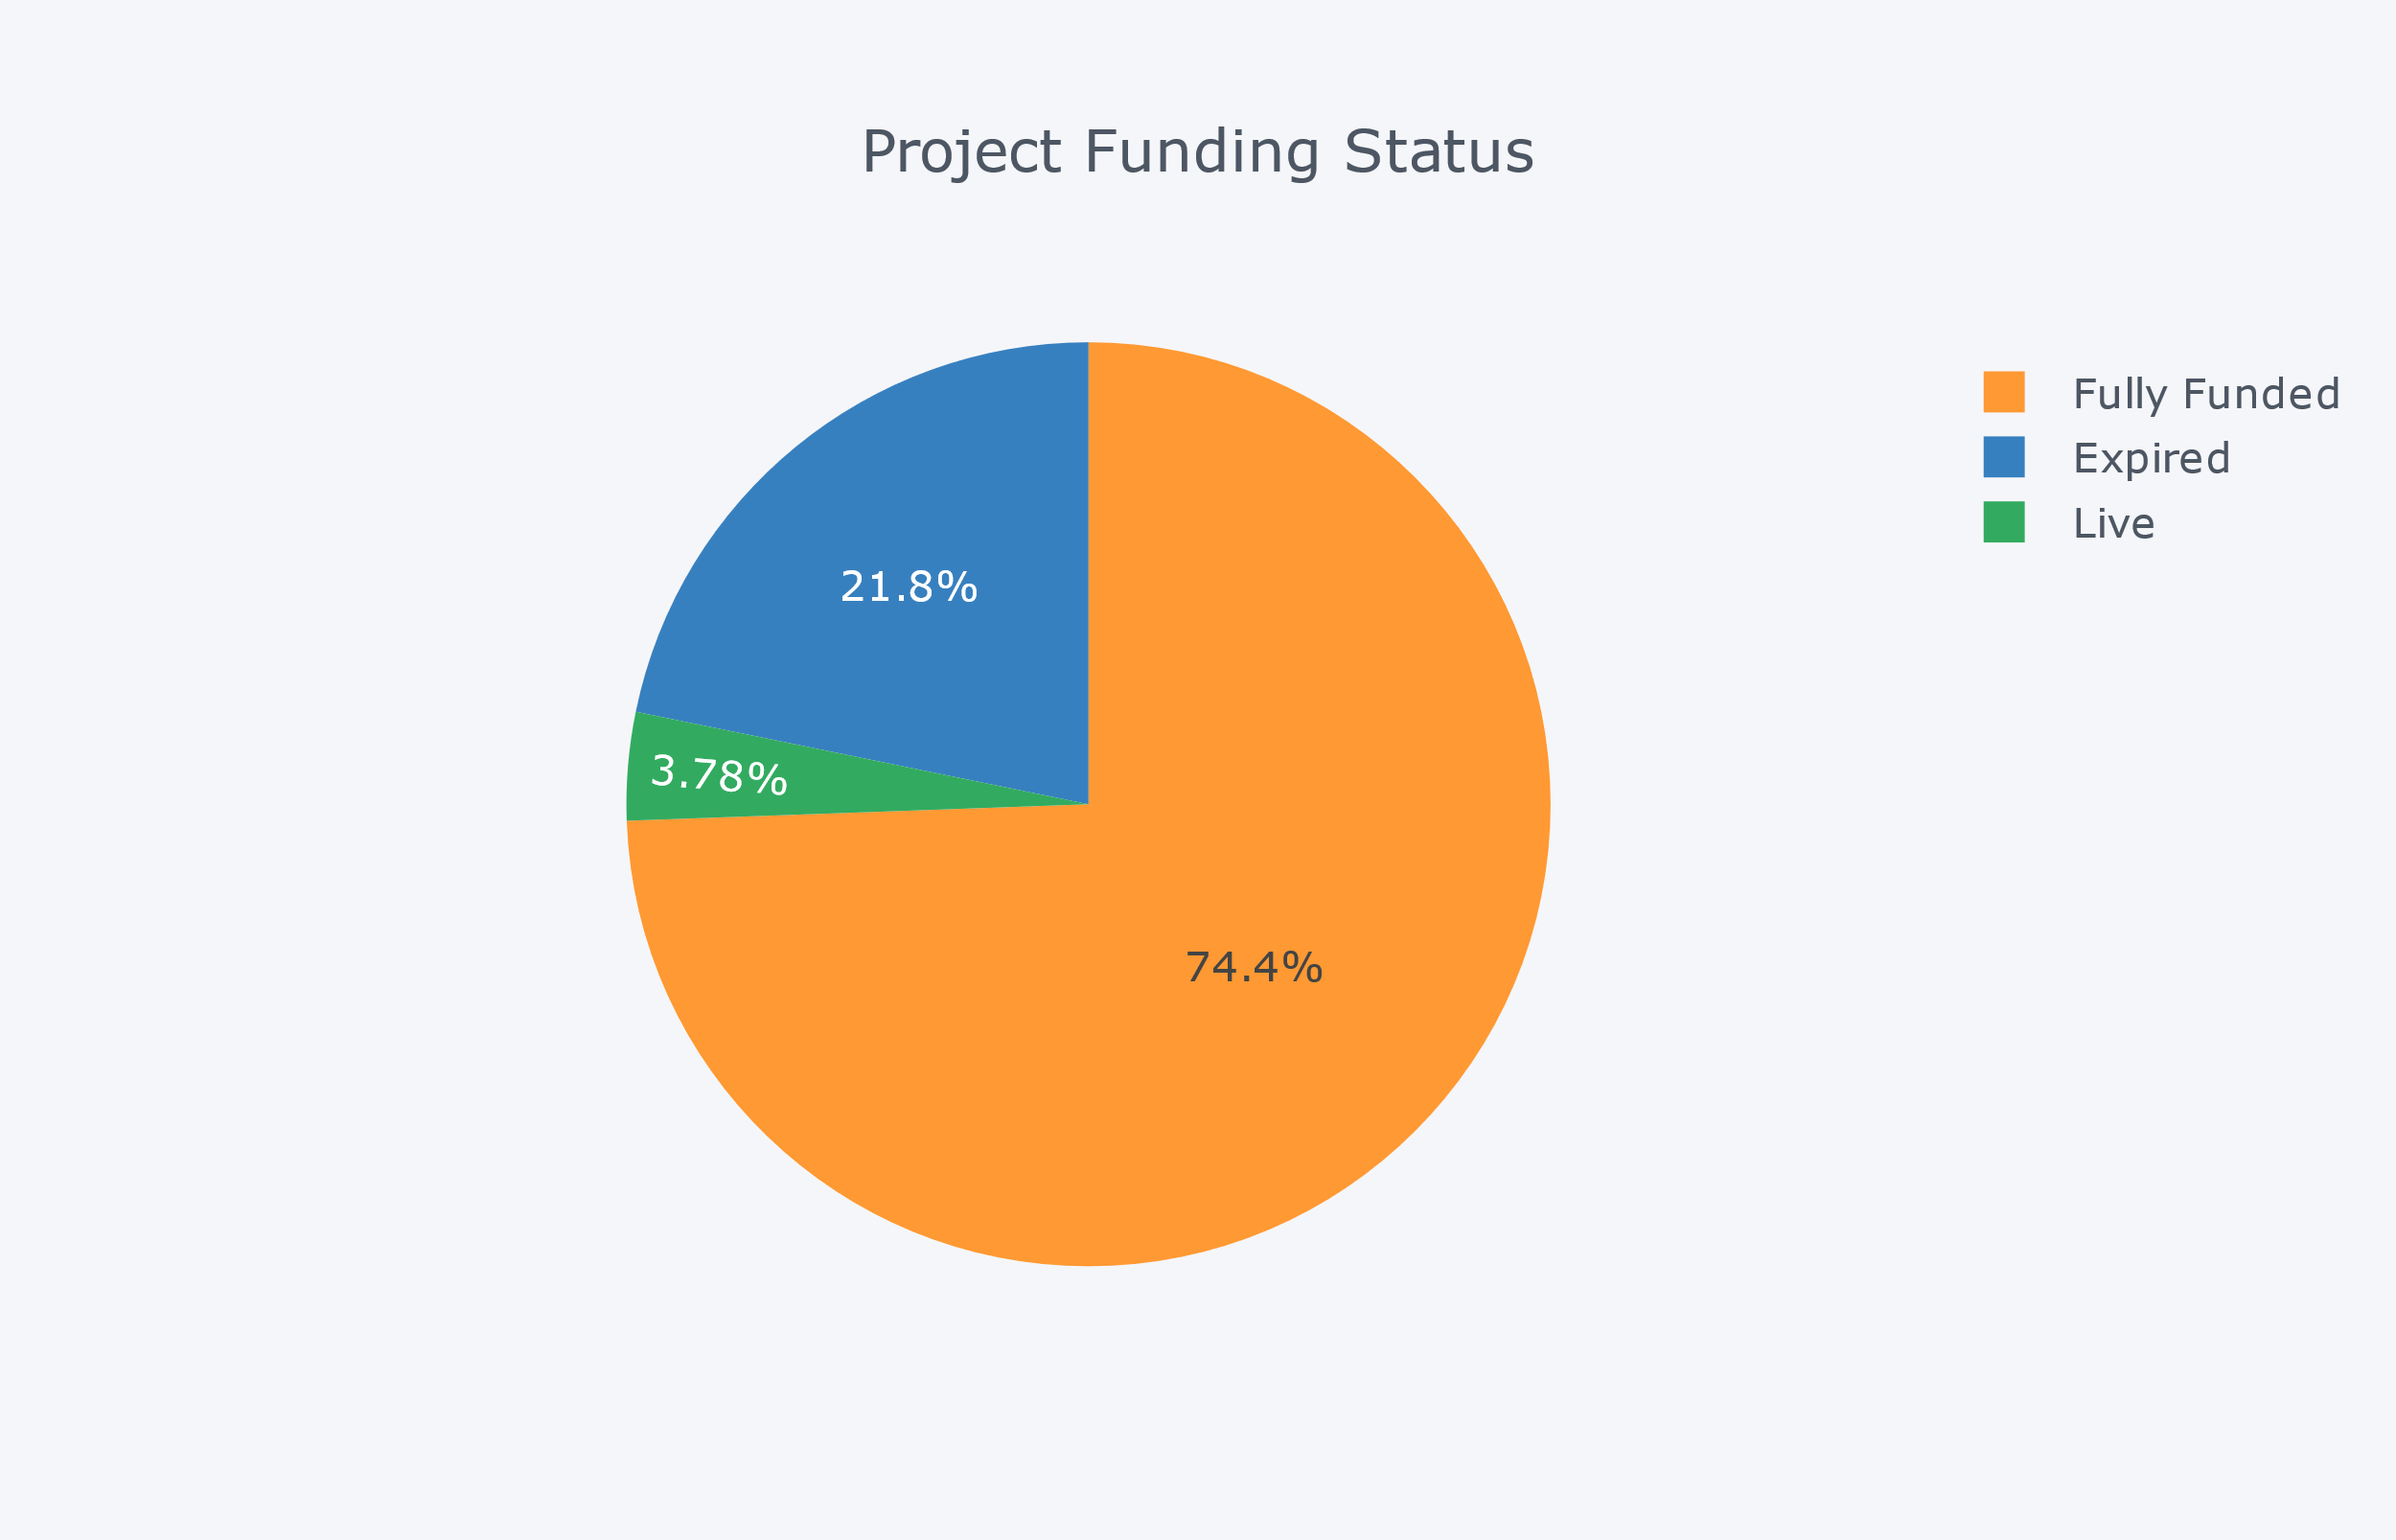 Project Funding Status
Fully Funded
Expired
Live
21.8%
3.78%
74.4%